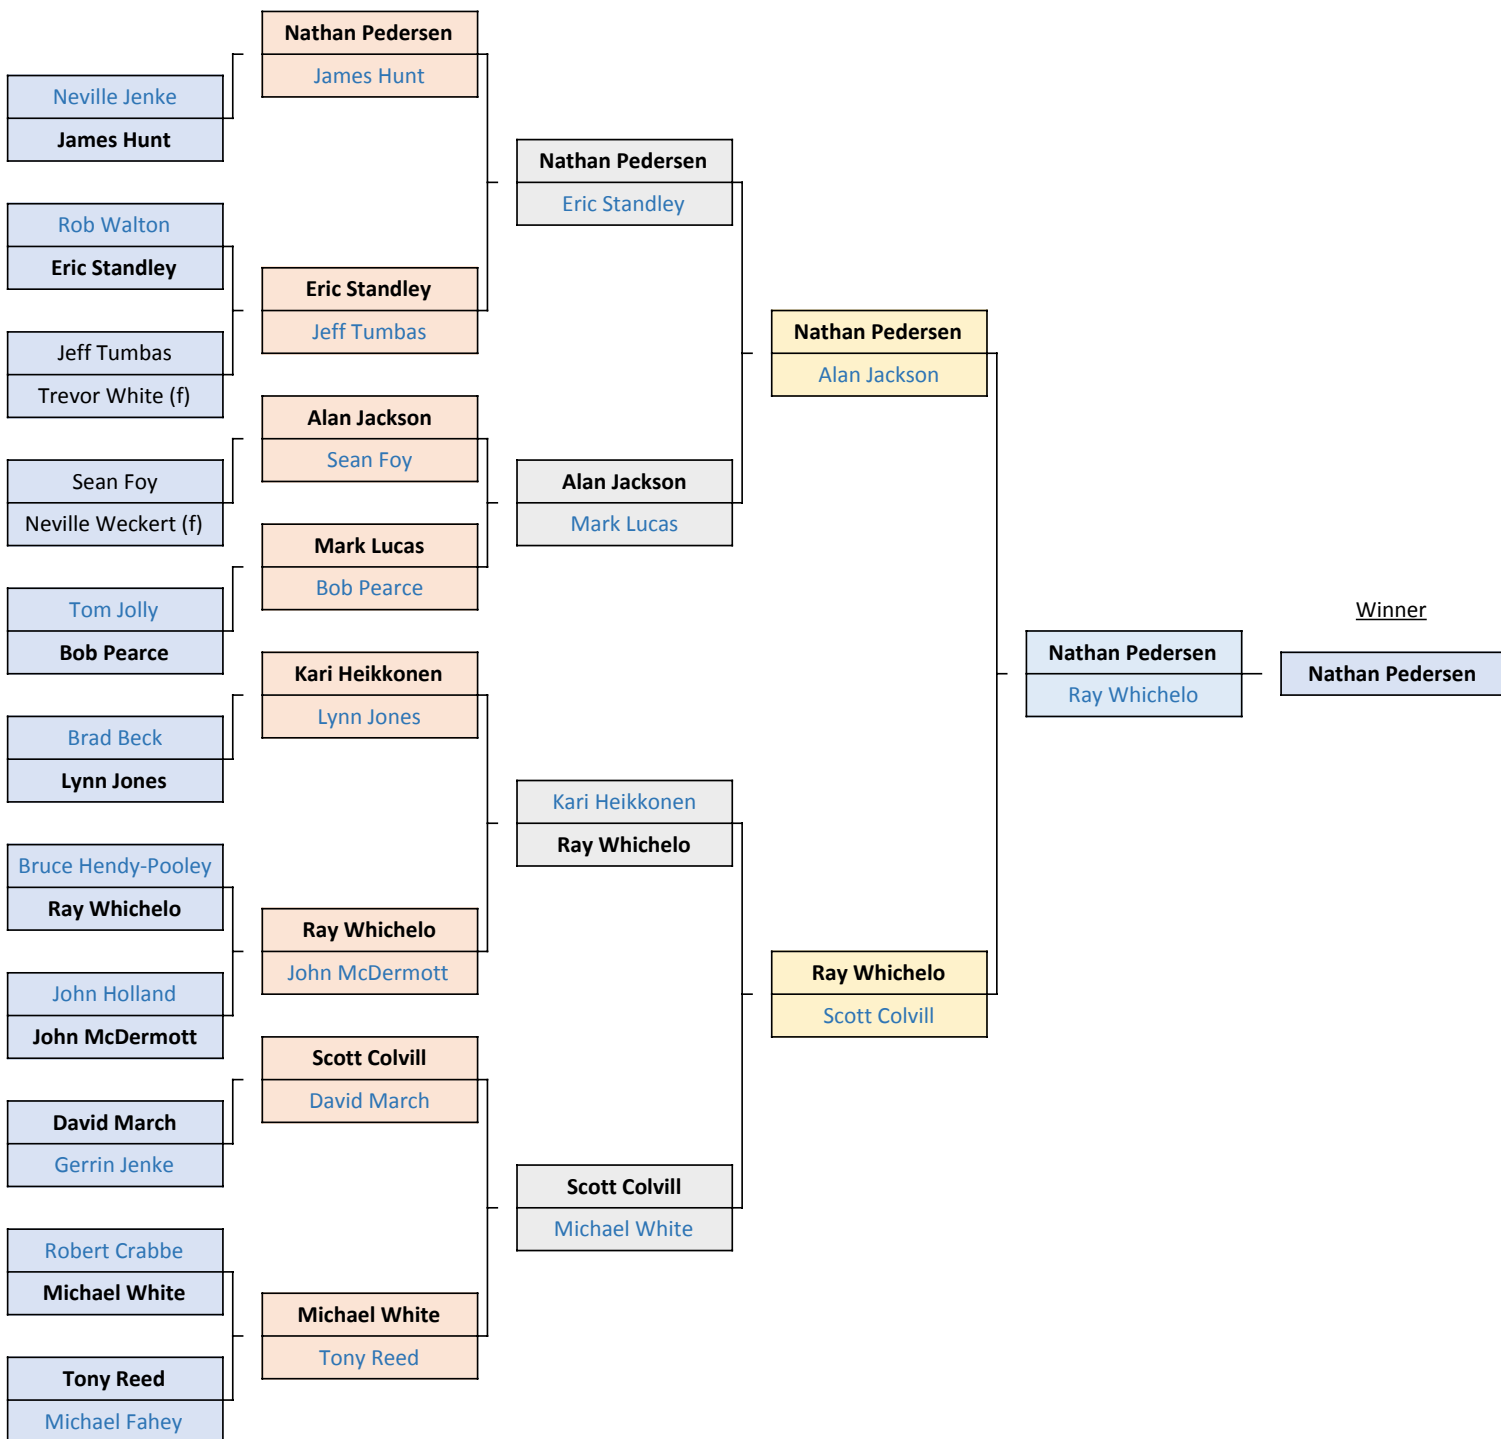 Neville Jenke
James Hunt
Rob Walton
Eric Standley
Jeff Tumbas
Trevor White (f)
Sean Foy
Neville Weckert (f)
Tom Jolly
Bob Pearce
Brad Beck
Lynn Jones
Bruce Hendy-Pooley
Ray Whichelo
John Holland
John McDermott
David March
Gerrin Jenke
Robert Crabbe
Michael White
Tony Reed
Michael Fahey
Nathan Pedersen
James Hunt
Eric Standley
Jeff Tumbas
Alan Jackson
Sean Foy
Mark Lucas
Bob Pearce
Kari Heikkonen
Lynn Jones
Ray Whichelo
John McDermott
Scott Colvill
David March
Michael White
Tony Reed
Nathan Pedersen
Eric Standley
Alan Jackson
Mark Lucas
Kari Heikkonen
Ray Whichelo
Scott Colvill
Michael White
Nathan Pedersen
Alan Jackson
Ray Whichelo
Scott Colvill
Nathan Pedersen
Ray Whichelo
Winner
Nathan Pedersen